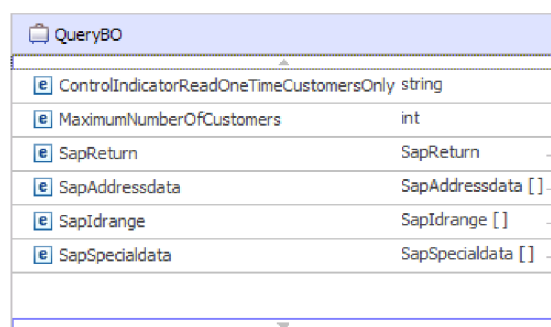 QueryBO
ControlIndicatorReadOneTimeCustomersOnly string
MaximumNumberOfCustomers int
SapReturn SapReturn
SapAddressdata SapAddressdata []
SapIdrange SapIdrange []
SapSpecialdata SapSpecialdata []